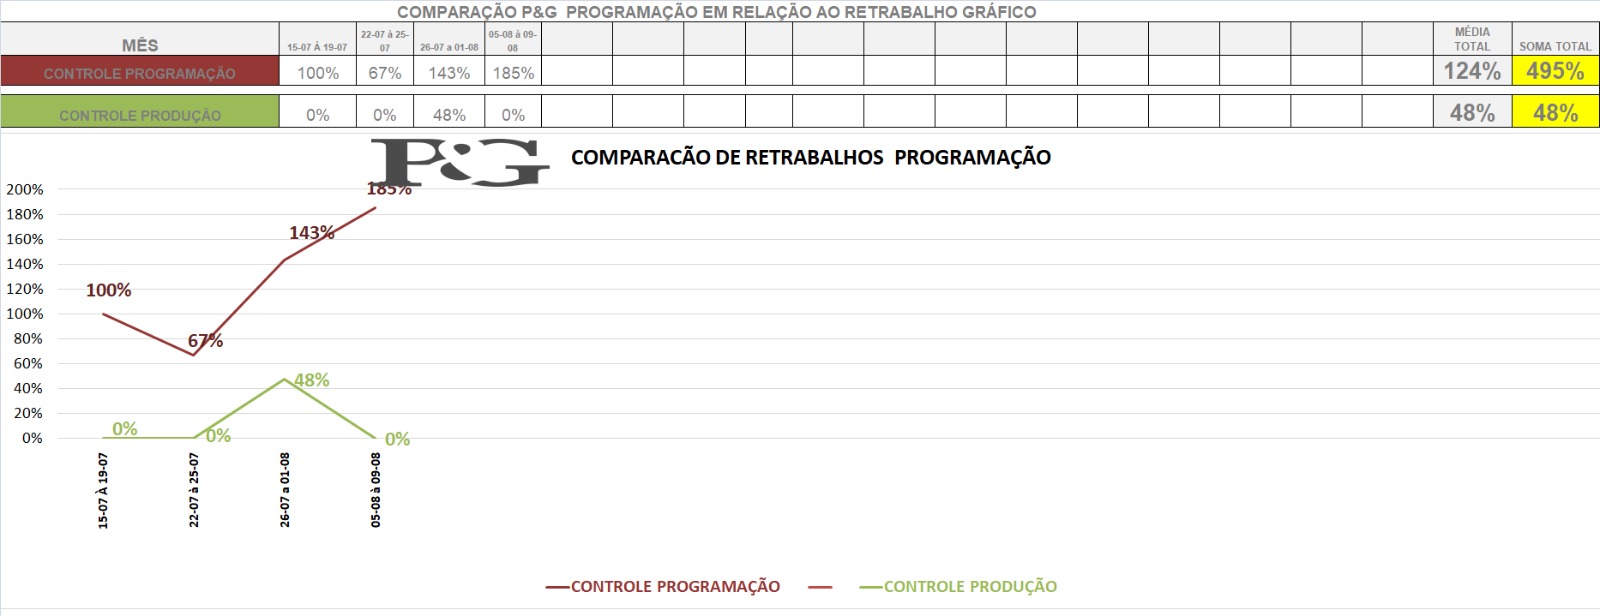 COMPARAÇÃO P&G PROGRAMAÇÃO EM RELAÇÃO AO RETRABALHO GRÁFICO
MÊS 15-07 À 19-07 22-07 à 25-07 26-07 a 01-08 05-08 à 09-08 MÉDIA TOTAL SOMA TOTAL
CONTROLE PROGRAMAÇÃO 100% 67% 143% 185% 124% 495%
CONTROLE PRODUÇÃO 0% 0% 48% 0% 48% 48%
P&G COMPARACÃO DE RETRABALHOS PROGRAMAÇÃO
200%
180%
160%
140%
120%
100%
80%
60%
40%
20%
0%
185%
143%
100%
67%
48%
0%
0%
0%
15-07 À 19-07
22-07 à 25-07
26-07 a 01-08
05-08 à 09-08
CONTROLE PROGRAMAÇÃO CONTROLE PRODUÇÃO